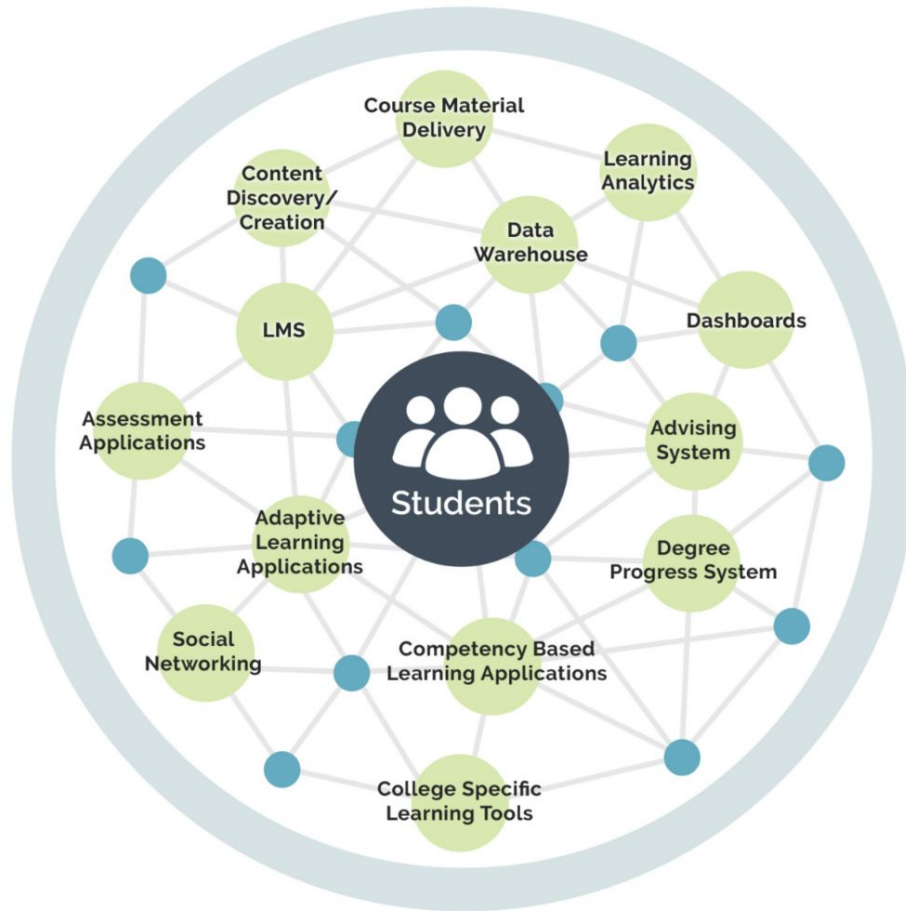 Course Material
Delivery
Learning
Analytics
Content
Discovery/
Creation
Data
Warehouse
LMS
Dashboards
Assessment
Applications
Advising
System
Students
Adaptive
Learning
Applications
Degree
Progress System
Social
Networking
Competency Based
Learning Applications
College Specific
Learning Tools